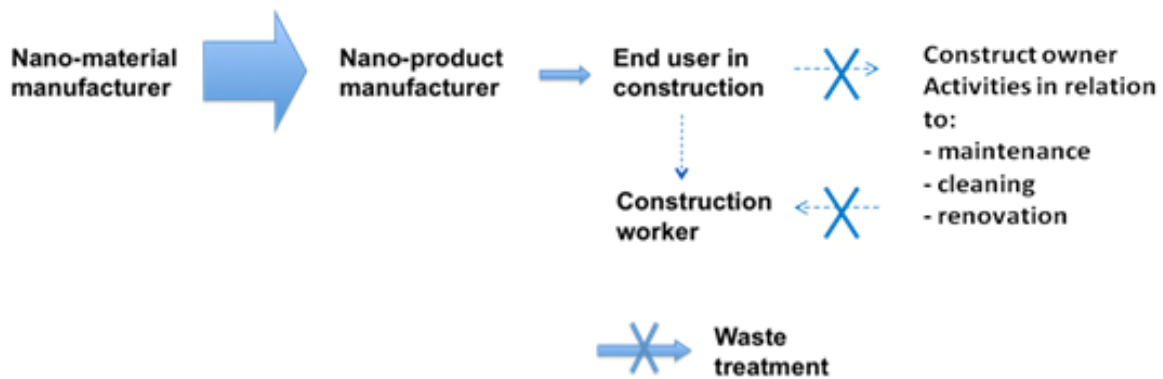 Nano-material
manufacturer
Nano-product
manufacturer
End user in
construction
Construct owner
Activities in relation
to:
- maintenance
- cleaning
- renovation
Construction
worker
Waste
treatment